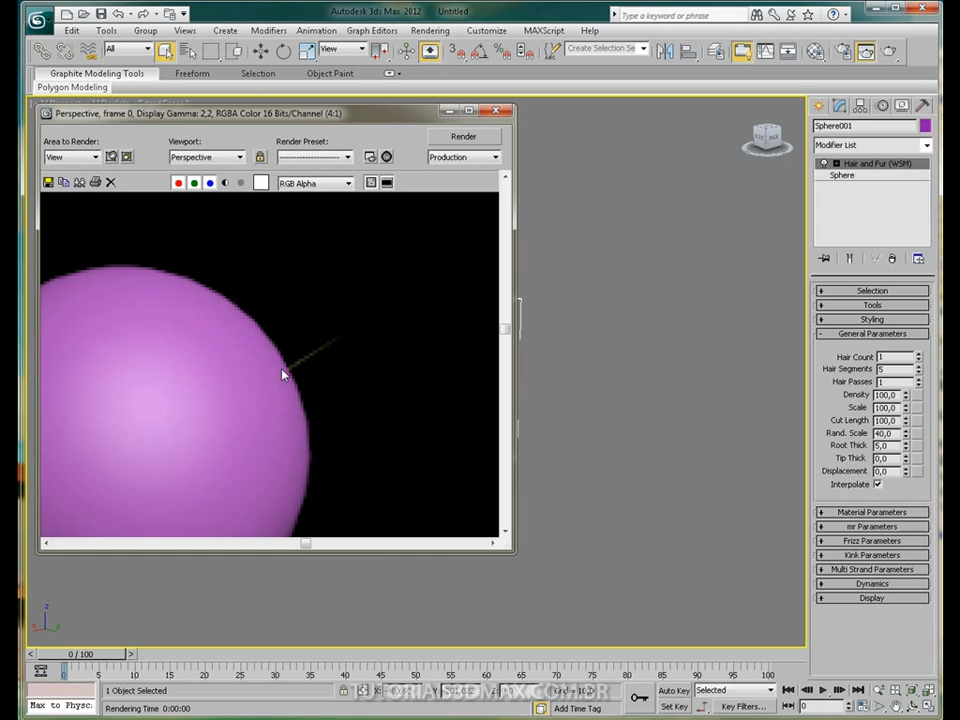 Autodesk 3ds Max 2012 Untitled
Type a keyword or phrase
Edit Tools Group Views Create Modifiers Animation Graph Editors Rendering Customize MAXScript Help
All View Create Selection Se
Graphite Modeling Tools Freeform Selection Object Paint
Polygon Modeling
Perspective, frame 0, Display Gamma: 2,2, RGBA Color 16 Bits/Channel (4:1)
Area to Render: Viewport: Render Preset: Render
View Perspective Production
RGB Alpha
Sphere001
Modifier List
Hair and Fur (WSM)
Sphere
+ Selection
+ Tools
+ Styling
- General Parameters
Hair Count 1
Hair Segments 5
Hair Passes 1
Density 100,0
Scale 100,0
Cut Length 100,0
Rand. Scale 40,0
Root Thick 5,0
Tip Thick 0,0
Displacement 0,0
Interpolate
+ Material Parameters
+ mr Parameters
+ Frizz Parameters
+ Kink Parameters
+ Multi Strand Parameters
+ Dynamics
+ Display
z
x y
< 0 / 100 >
0 5 10 15 20 25 30 35 40 45 50 55 60 65 70 75 80 85 90 95 100
1 Object Selected X: Y: Z: 0,0 Grid = 10,0 Auto Key Selected
Max to Physc: Rendering Time 0:00:00 Add Time Tag Set Key Key Filters... 0
TUTORIAIS3DMAX.COM.BR